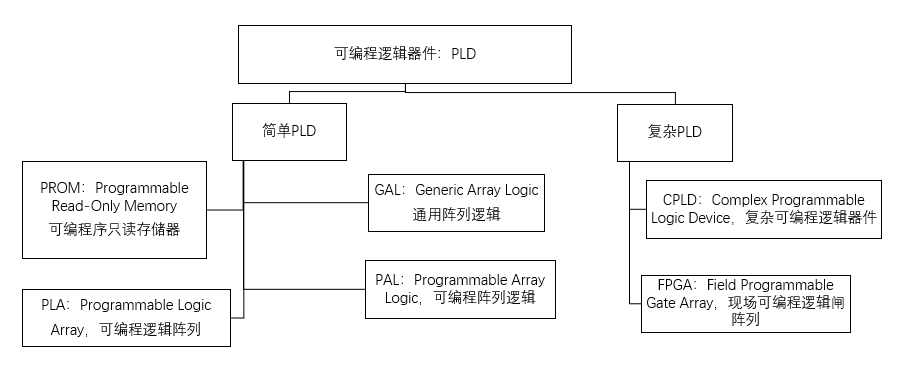 可编程逻辑器件：PLD
简单PLD
复杂PLD
PROM：Programmable
Read-Only Memory
可编程序只读存储器
GAL：Generic Array Logic
通用阵列逻辑
CPLD：Complex Programmable
Logic Device，复杂可编程逻辑器件
PLA：Programmable Logic
Array，可编程逻辑阵列
PAL：Programmable Array
Logic，可编程阵列逻辑
FPGA：Field Programmable
Gate Array，现场可编程逻辑闸
阵列